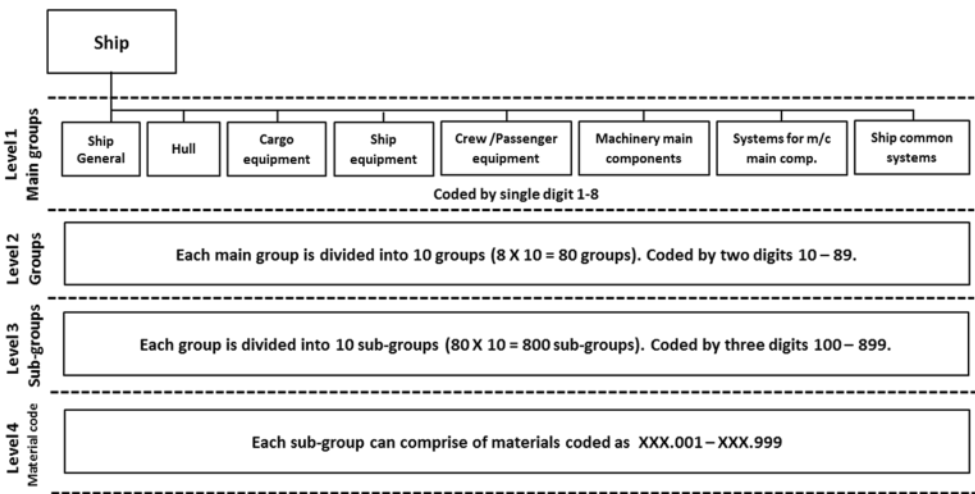 Ship
Level 1
Main groups
Ship
General
Hull
Cargo
equipment
Ship
equipment
Crew /Passenger
equipment
Machinery main
components
Systems for m/c
main comp.
Ship common
systems
Coded by single digit 1-8
Level 2
Groups
Each main group is divided into 10 groups (8 X 10 = 80 groups). Coded by two digits 10 – 89.
Level 3
Sub-groups
Each group is divided into 10 sub-groups (80 X 10 = 800 sub-groups). Coded by three digits 100 – 899.
Level 4
Material code
Each sub-group can comprise of materials coded as XXX.001 – XXX.999